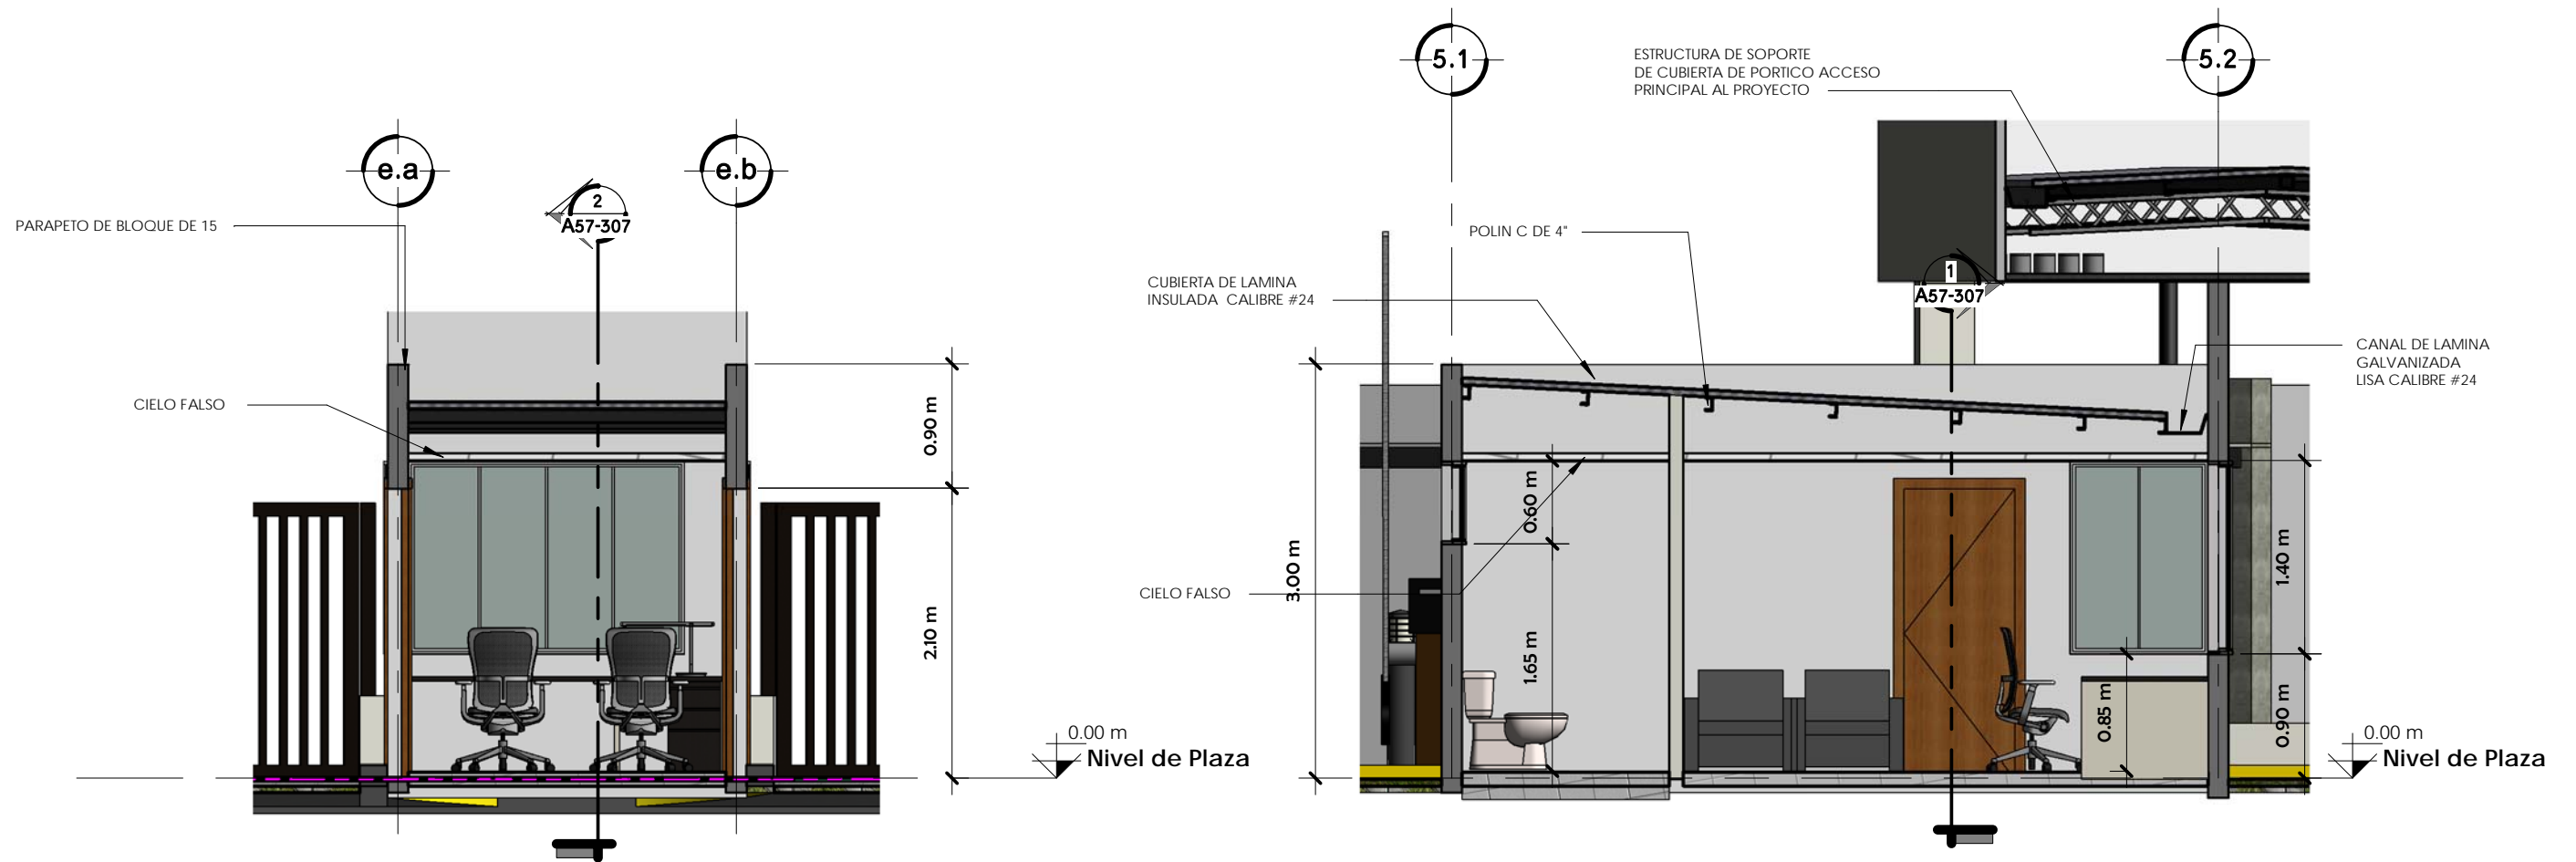 e.a
e.b
2
A57-307
PARAPETO DE BLOQUE DE 15
CIELO FALSO
0.90 m
2.10 m
0.00 m
Nivel de Plaza
5.1
5.2
ESTRUCTURA DE SOPORTE
DE CUBIERTA DE PORTICO ACCESO
PRINCIPAL AL PROYECTO
POLIN C DE 4"
CUBIERTA DE LAMINA
INSULADA CALIBRE #24
1
A57-307
CANAL DE LAMINA
GALVANIZADA
LISA CALIBRE #24
CIELO FALSO
3.00 m
0.60 m
1.65 m
0.85 m
1.40 m
0.90 m
0.00 m
Nivel de Plaza